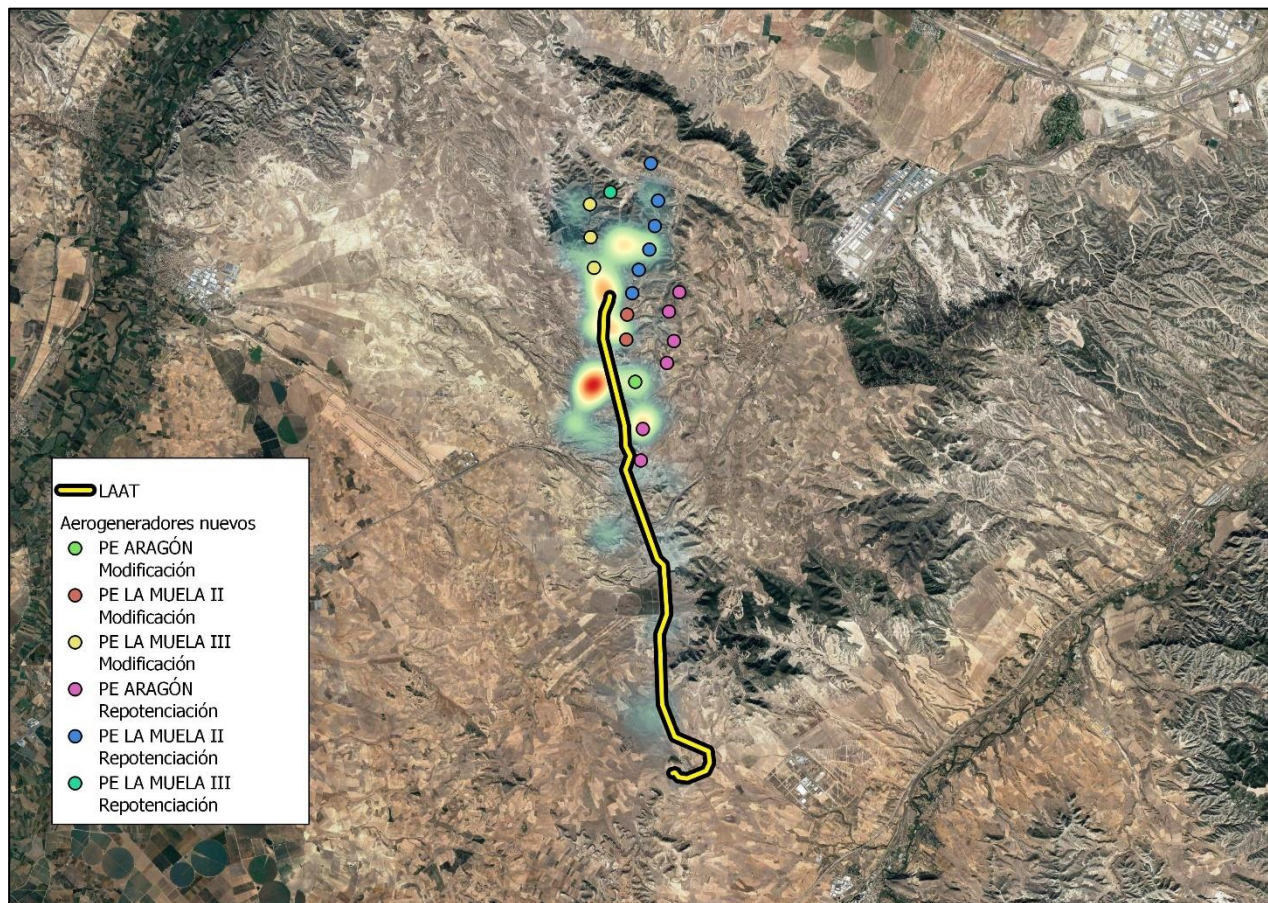 LAAT
Aerogeneradores nuevos
PE ARAGÓN
Modificación
PE LA MUELA II
Modificación
PE LA MUELA III
Modificación
PE ARAGÓN
Repotenciación
PE LA MUELA II
Repotenciación
PE LA MUELA III
Repotenciación